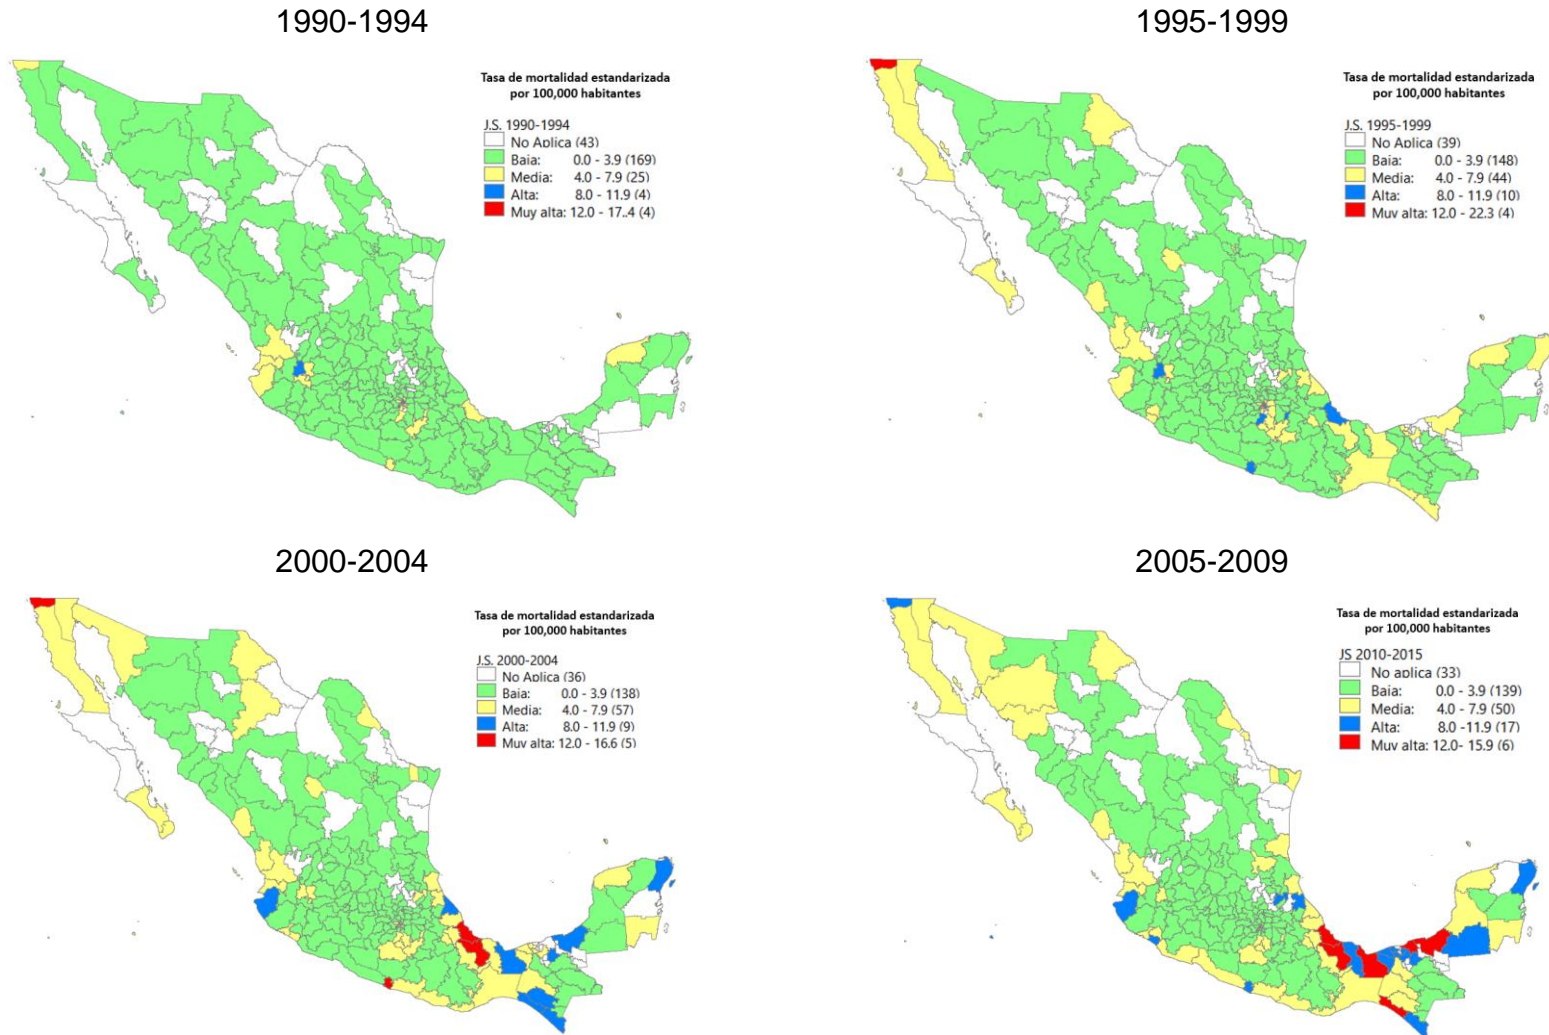 1990-1994
Tasa de mortalidad estandarizada
por 100,000 habitantes
J.S. 1990-1994
No Aplica (43)
Baia: 0.0 - 3.9 (169)
Media: 4.0 - 7.9 (25)
Alta: 8.0 - 11.9 (4)
Muy alta: 12.0 - 17..4 (4)
1995-1999
Tasa de mortalidad estandarizada
por 100,000 habitantes
J.S. 1995-1999
No Aplica (39)
Baia: 0.0 - 3.9 (148)
Media: 4.0 - 7.9 (44)
Alta: 8.0 - 11.9 (10)
Muv alta: 12.0 - 22.3 (4)
2000-2004
Tasa de mortalidad estandarizada
por 100,000 habitantes
J.S. 2000-2004
No Aplica (36)
Baia: 0.0 - 3.9 (138)
Media: 4.0 - 7.9 (57)
Alta: 8.0 - 11.9 (9)
Muv alta: 12.0 - 16.6 (5)
2005-2009
Tasa de mortalidad estandarizada
por 100,000 habitantes
JS 2010-2015
No aplica (33)
Baia: 0.0 - 3.9 (139)
Media: 4.0 - 7.9 (50)
Alta: 8.0 -11.9 (17)
Muv alta: 12.0- 15.9 (6)